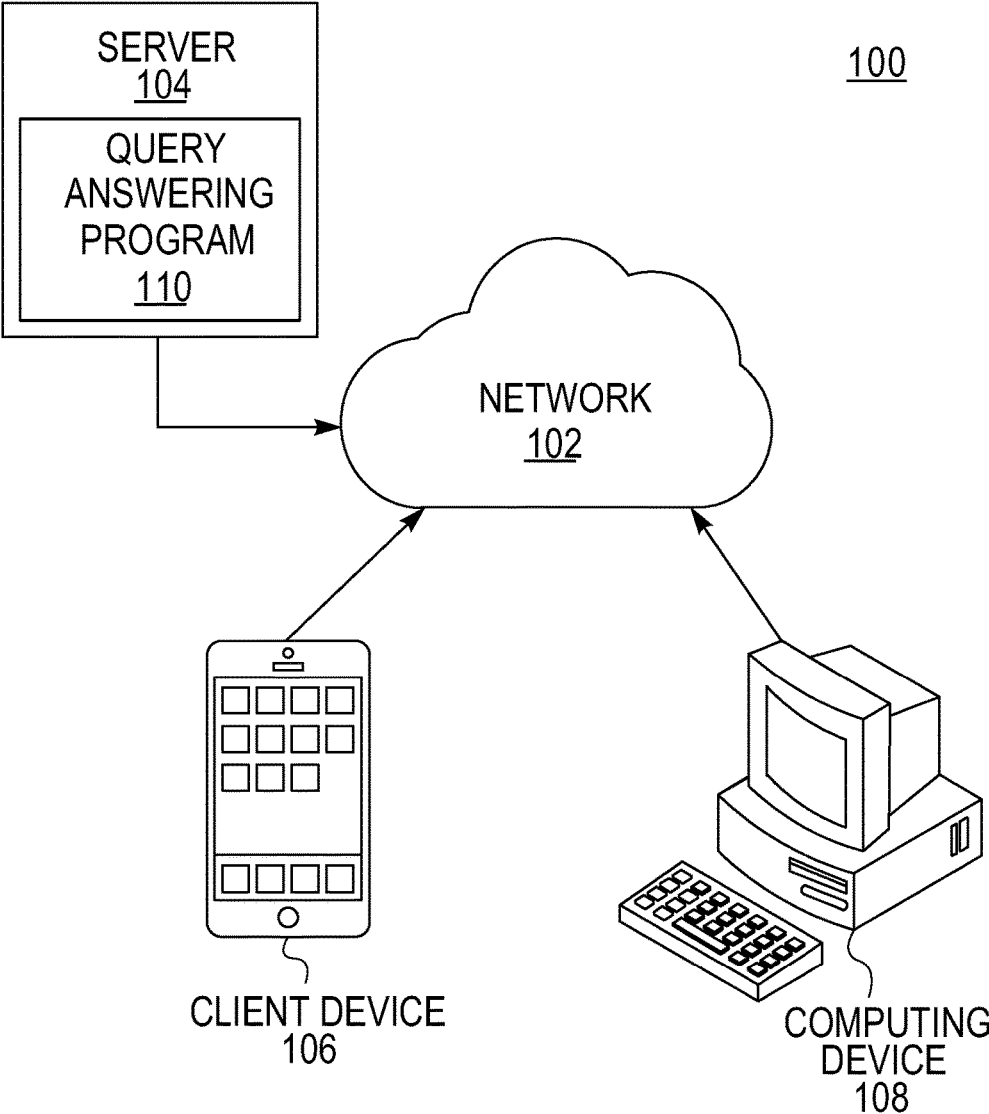 SERVER
104
QUERY
ANSWERING
PROGRAM
110
100
NETWORK
102
CLIENT DEVICE
106
COMPUTING
DEVICE
108